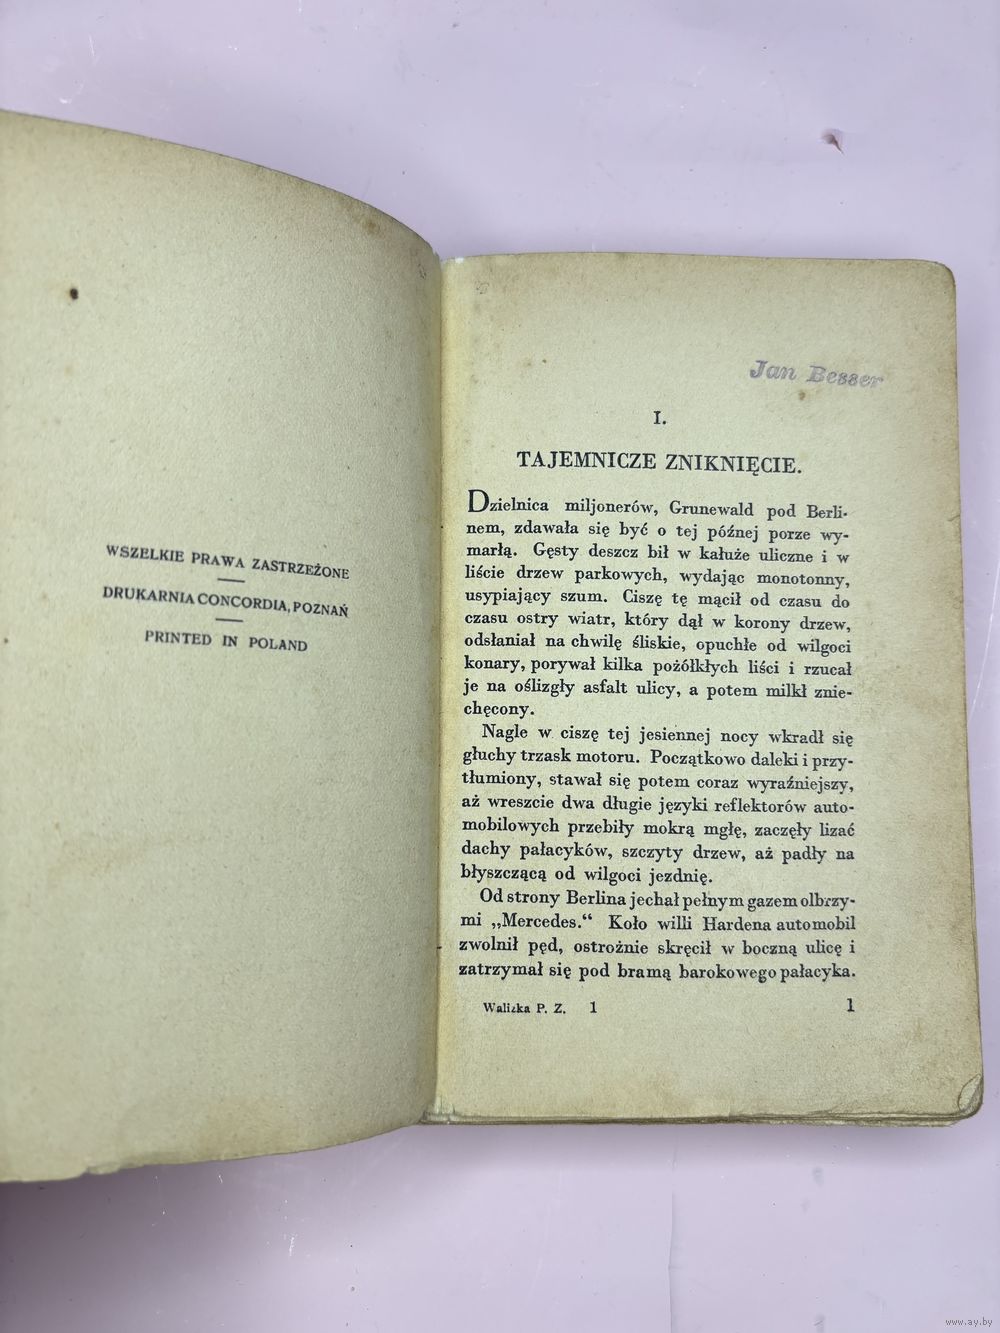 WSZELKIE PRAWA ZASTRZEŻONE
DRUKARNIA CONCORDIA, POZNAŃ
PRINTED IN POLAND
Jan Besser
I.
TAJEMNICZE ZNIKNIĘCIE.
Dzielnica miljonerów, Grunewald pod Berli-
nem, zdawała się być o tej późnej porze wy-
marłą. Gęsty deszcz bił w kałuże uliczne i w
liście drzew parkowych, wydając monotonny,
usypiający szum. Ciszę tę mącił od czasu do
czasu ostry wiatr, który dął w korony drzew,
odsłaniał na chwilę śliskie, opuchłe od wilgoci
konary, porywał kilka pożółkłych liści i rzucał
je na oślizgły asfalt ulicy, a potem milkł znie-
chęcony.
Nagle w ciszę tej jesiennej nocy wkradł się
głuchy trzask motoru. Początkowo daleki i przy-
tłumiony, stawał się potem coraz wyraźniejszy,
aż wreszcie dwa długie języki reflektorów auto-
mobilowych przebiły mokrą mgłę, zaczęły lizać
dachy pałacyków, szczyty drzew, aż padły na
błyszczącą od wilgoci jezdnię.
Od strony Berlina jechał pełnym gazem olbrzy-
mi „Mercedes.“ Koło willi Hardena automobil
zwolnił pęd, ostrożnie skręcił w boczną ulicę i
zatrzymał się pod bramą barokowego pałacyka.
Walizka P. Z. 1
1
www.ay.by